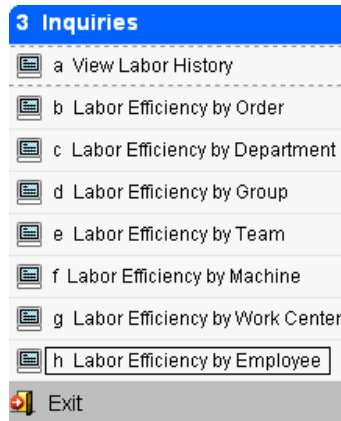 3 Inquiries
a View Labor History
b Labor Efficiency by Order
c Labor Efficiency by Department
d Labor Efficiency by Group
e Labor Efficiency by Team
f Labor Efficiency by Machine
g Labor Efficiency by Work Center
h Labor Efficiency by Employee
Exit